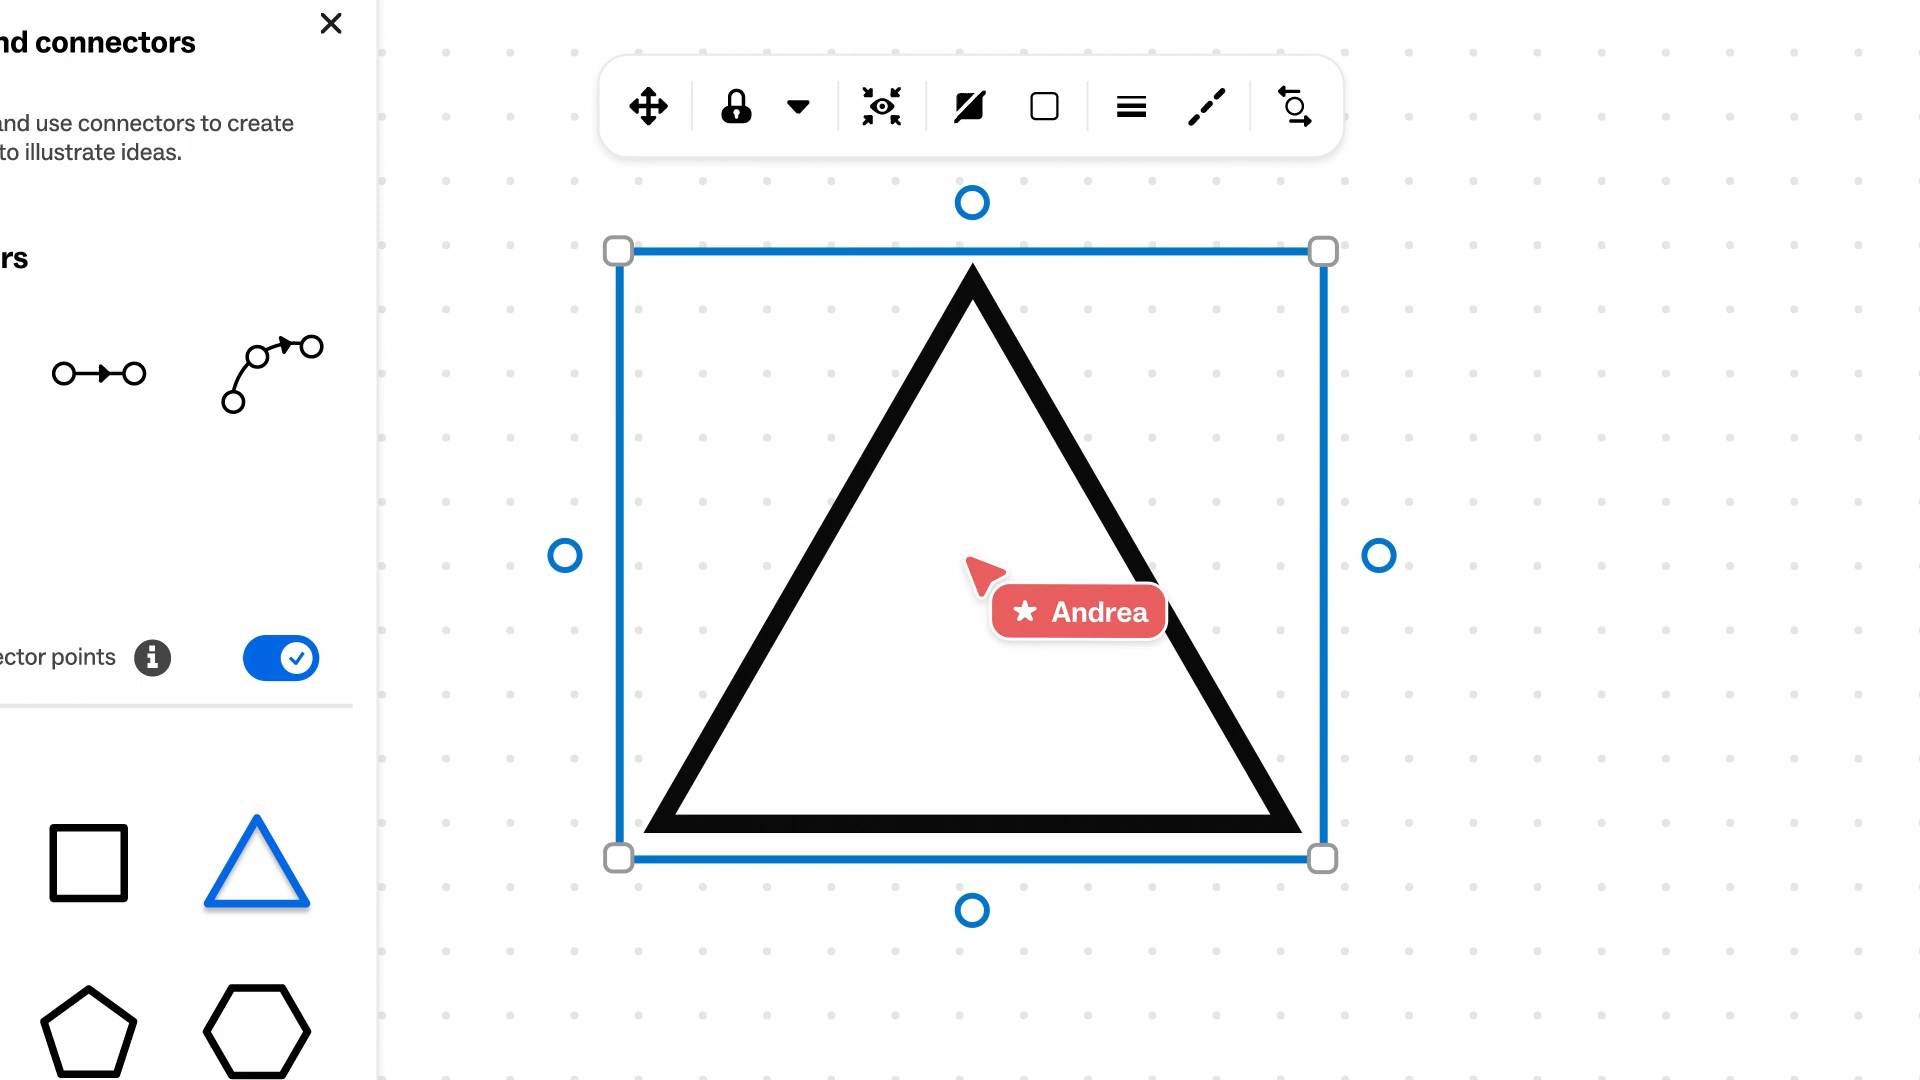 nd connectors
and use connectors to create
to illustrate ideas.
rs
ector points
Andrea